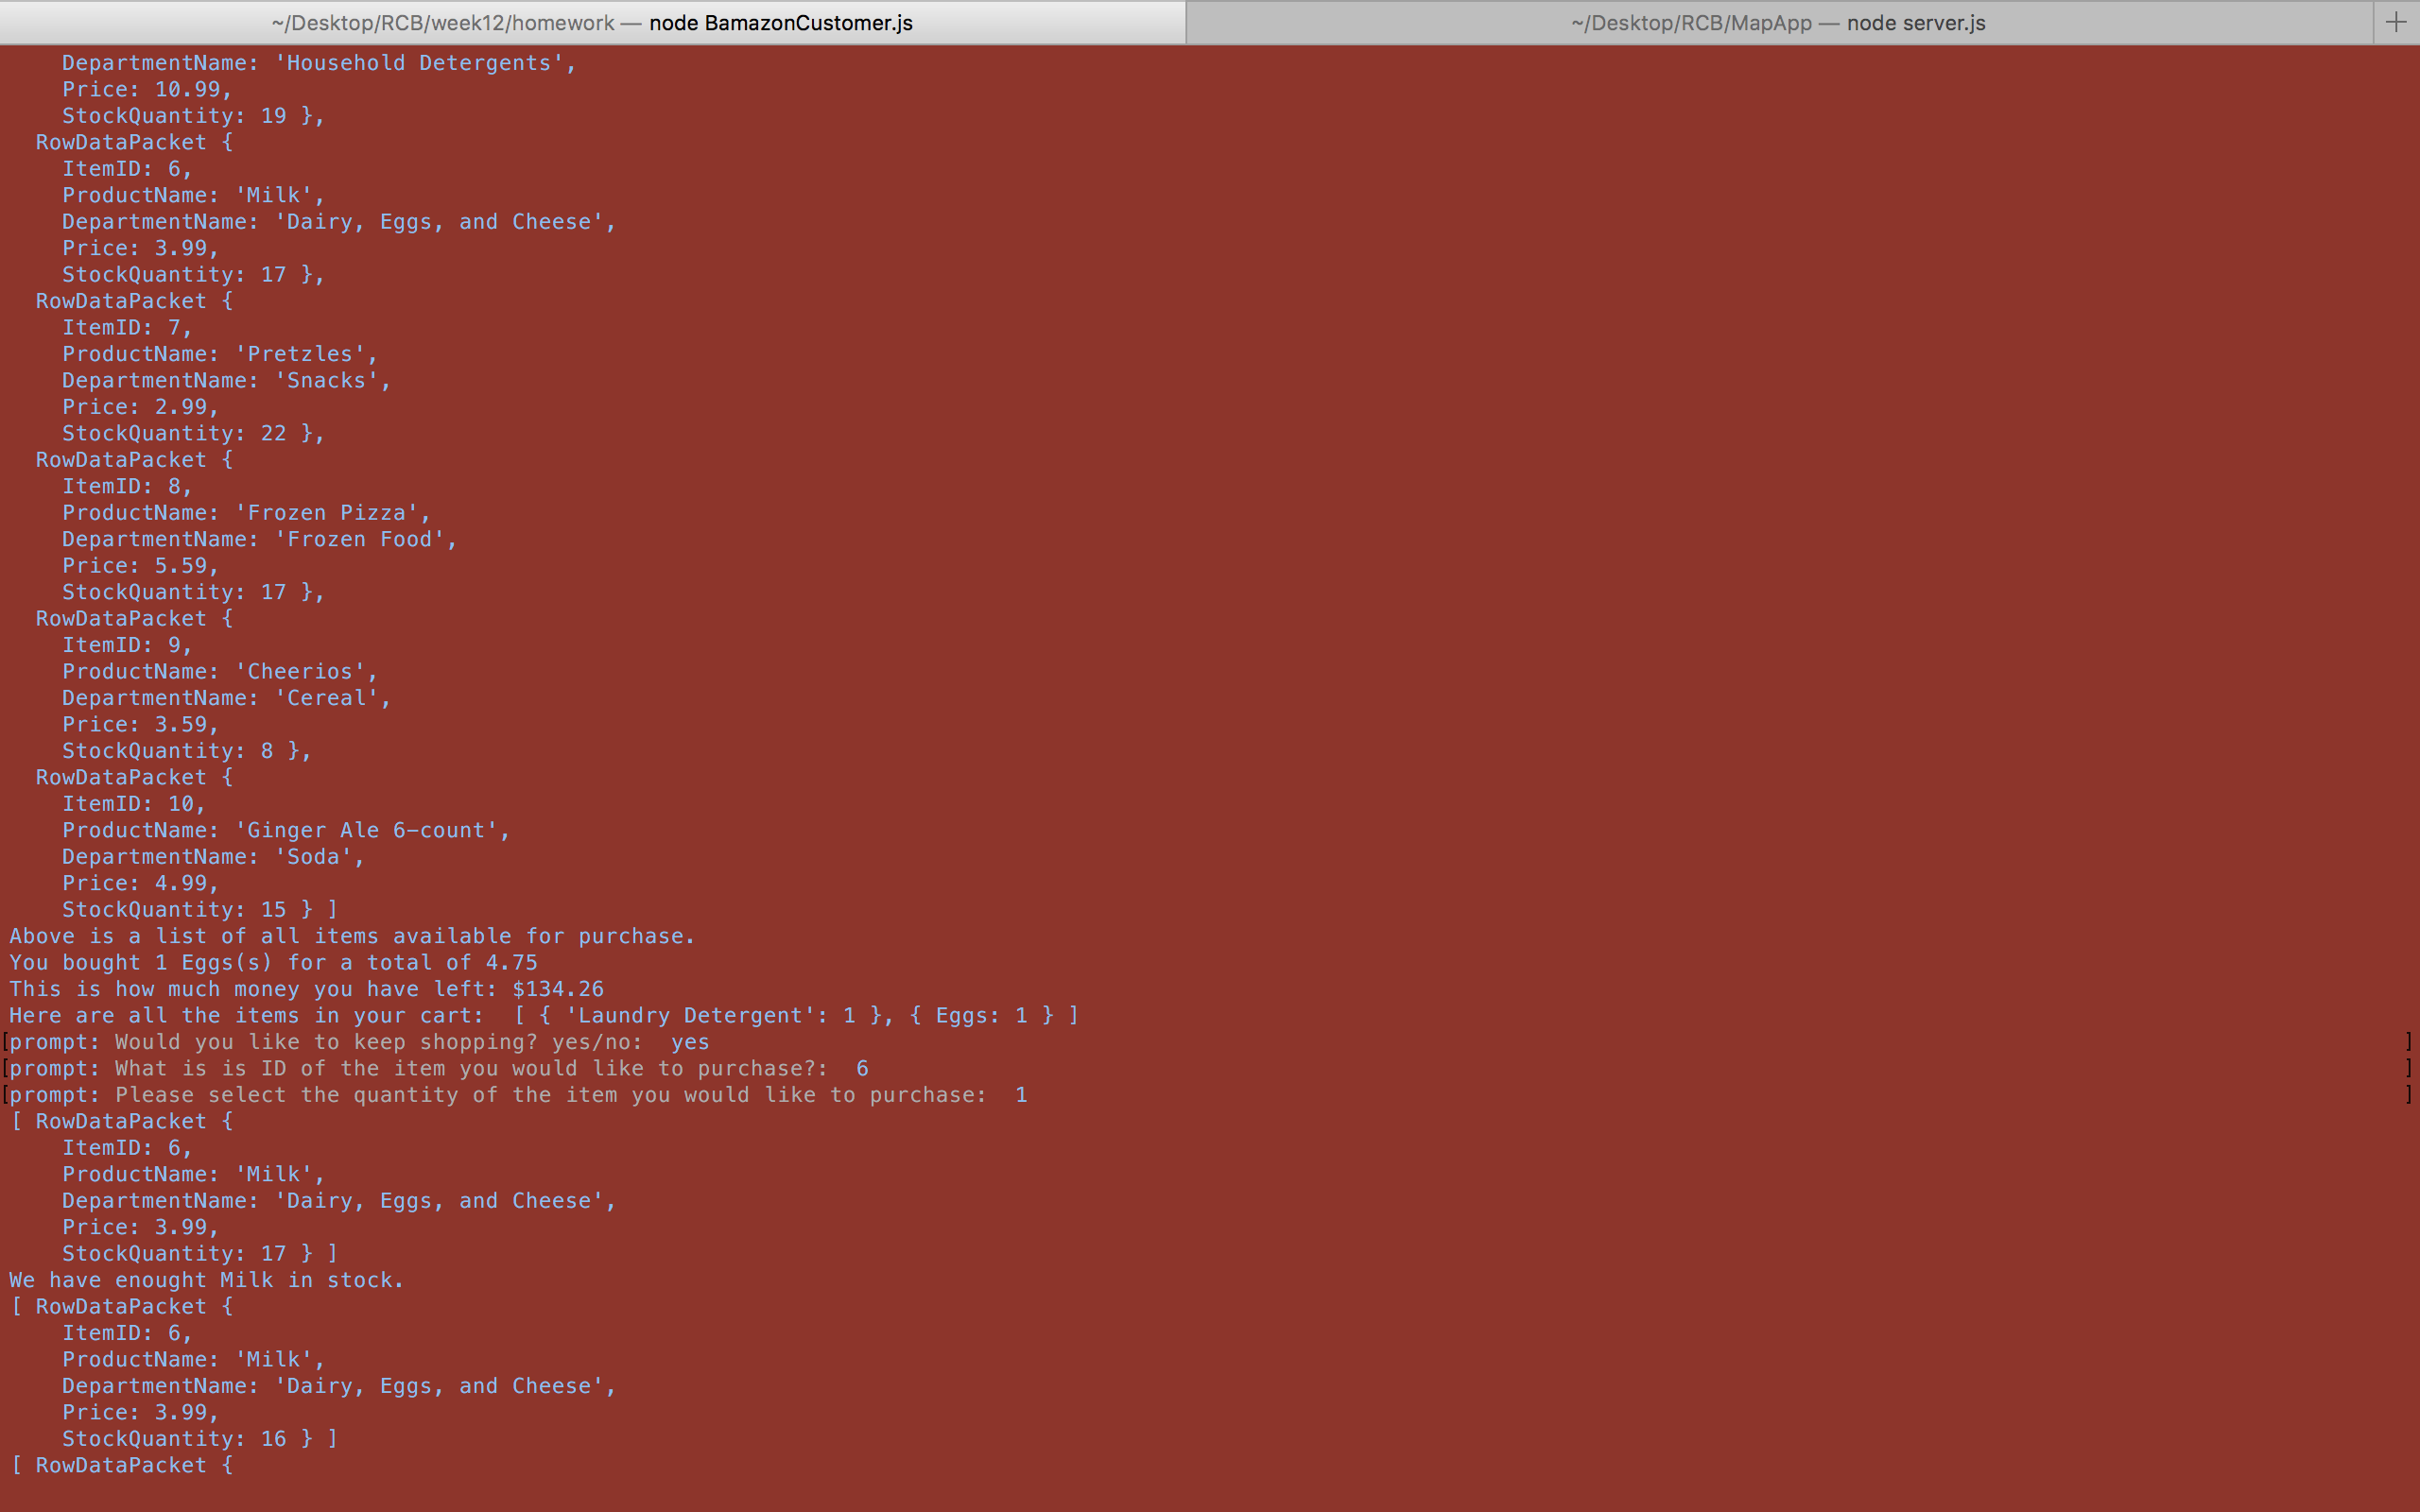 ~/Desktop/RCB/week12/homework — node BamazonCustomer.js
~/Desktop/RCB/MapApp — node server.js
+
    DepartmentName: 'Household Detergents',
    Price: 10.99,
    StockQuantity: 19 },
  RowDataPacket {
    ItemID: 6,
    ProductName: 'Milk',
    DepartmentName: 'Dairy, Eggs, and Cheese',
    Price: 3.99,
    StockQuantity: 17 },
  RowDataPacket {
    ItemID: 7,
    ProductName: 'Pretzles',
    DepartmentName: 'Snacks',
    Price: 2.99,
    StockQuantity: 22 },
  RowDataPacket {
    ItemID: 8,
    ProductName: 'Frozen Pizza',
    DepartmentName: 'Frozen Food',
    Price: 5.59,
    StockQuantity: 17 },
  RowDataPacket {
    ItemID: 9,
    ProductName: 'Cheerios',
    DepartmentName: 'Cereal',
    Price: 3.59,
    StockQuantity: 8 },
  RowDataPacket {
    ItemID: 10,
    ProductName: 'Ginger Ale 6-count',
    DepartmentName: 'Soda',
    Price: 4.99,
    StockQuantity: 15 } ]
Above is a list of all items available for purchase.
You bought 1 Eggs(s) for a total of 4.75
This is how much money you have left: $134.26
Here are all the items in your cart:  [ { 'Laundry Detergent': 1 }, { Eggs: 1 } ]
[prompt: Would you like to keep shopping? yes/no:  yes ]
[prompt: What is is ID of the item you would like to purchase?:  6 ]
[prompt: Please select the quantity of the item you would like to purchase:  1 ]
[ RowDataPacket {
    ItemID: 6,
    ProductName: 'Milk',
    DepartmentName: 'Dairy, Eggs, and Cheese',
    Price: 3.99,
    StockQuantity: 17 } ]
We have enought Milk in stock.
[ RowDataPacket {
    ItemID: 6,
    ProductName: 'Milk',
    DepartmentName: 'Dairy, Eggs, and Cheese',
    Price: 3.99,
    StockQuantity: 16 } ]
[ RowDataPacket {